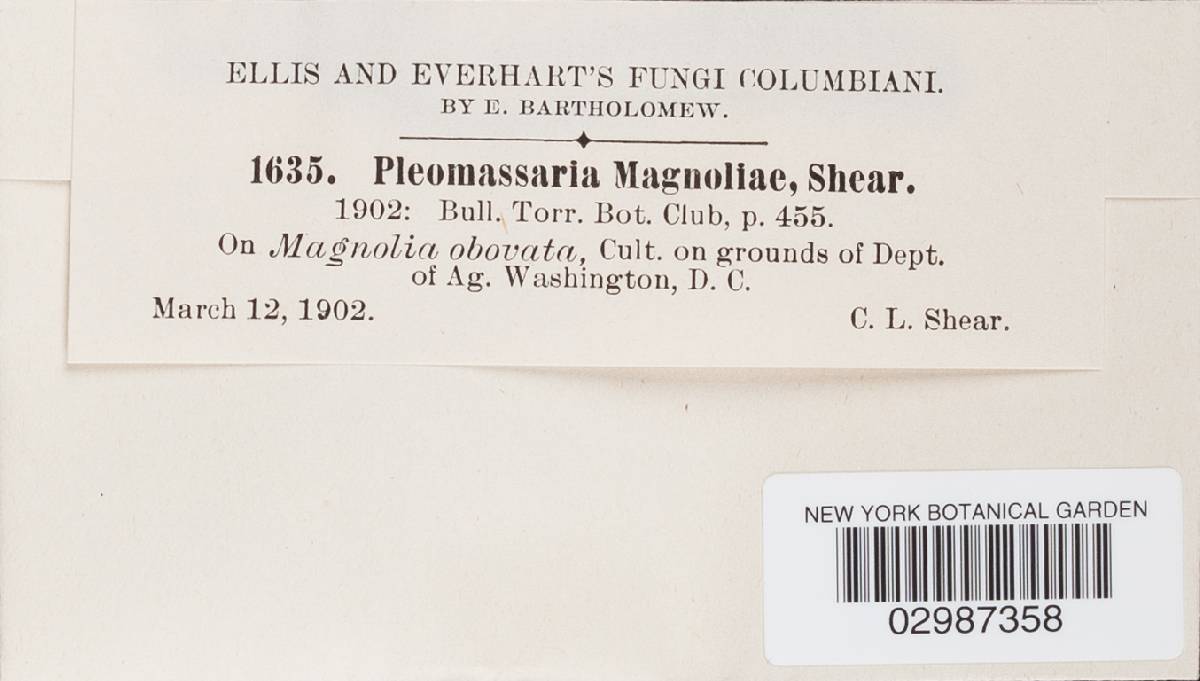 ELLIS AND EVERHART'S FUNGI COLUMBIANI.
BY E. BARTHOLOMEW.
1635. Pleomassaria Magnoliae, Shear.
1902: Bull. Torr. Bot. Club, p. 455.
On Magnolia obovata, Cult. on grounds of Dept.
of Ag. Washington, D. C.
March 12, 1902. C. L. Shear.
NEW YORK BOTANICAL GARDEN
02987358